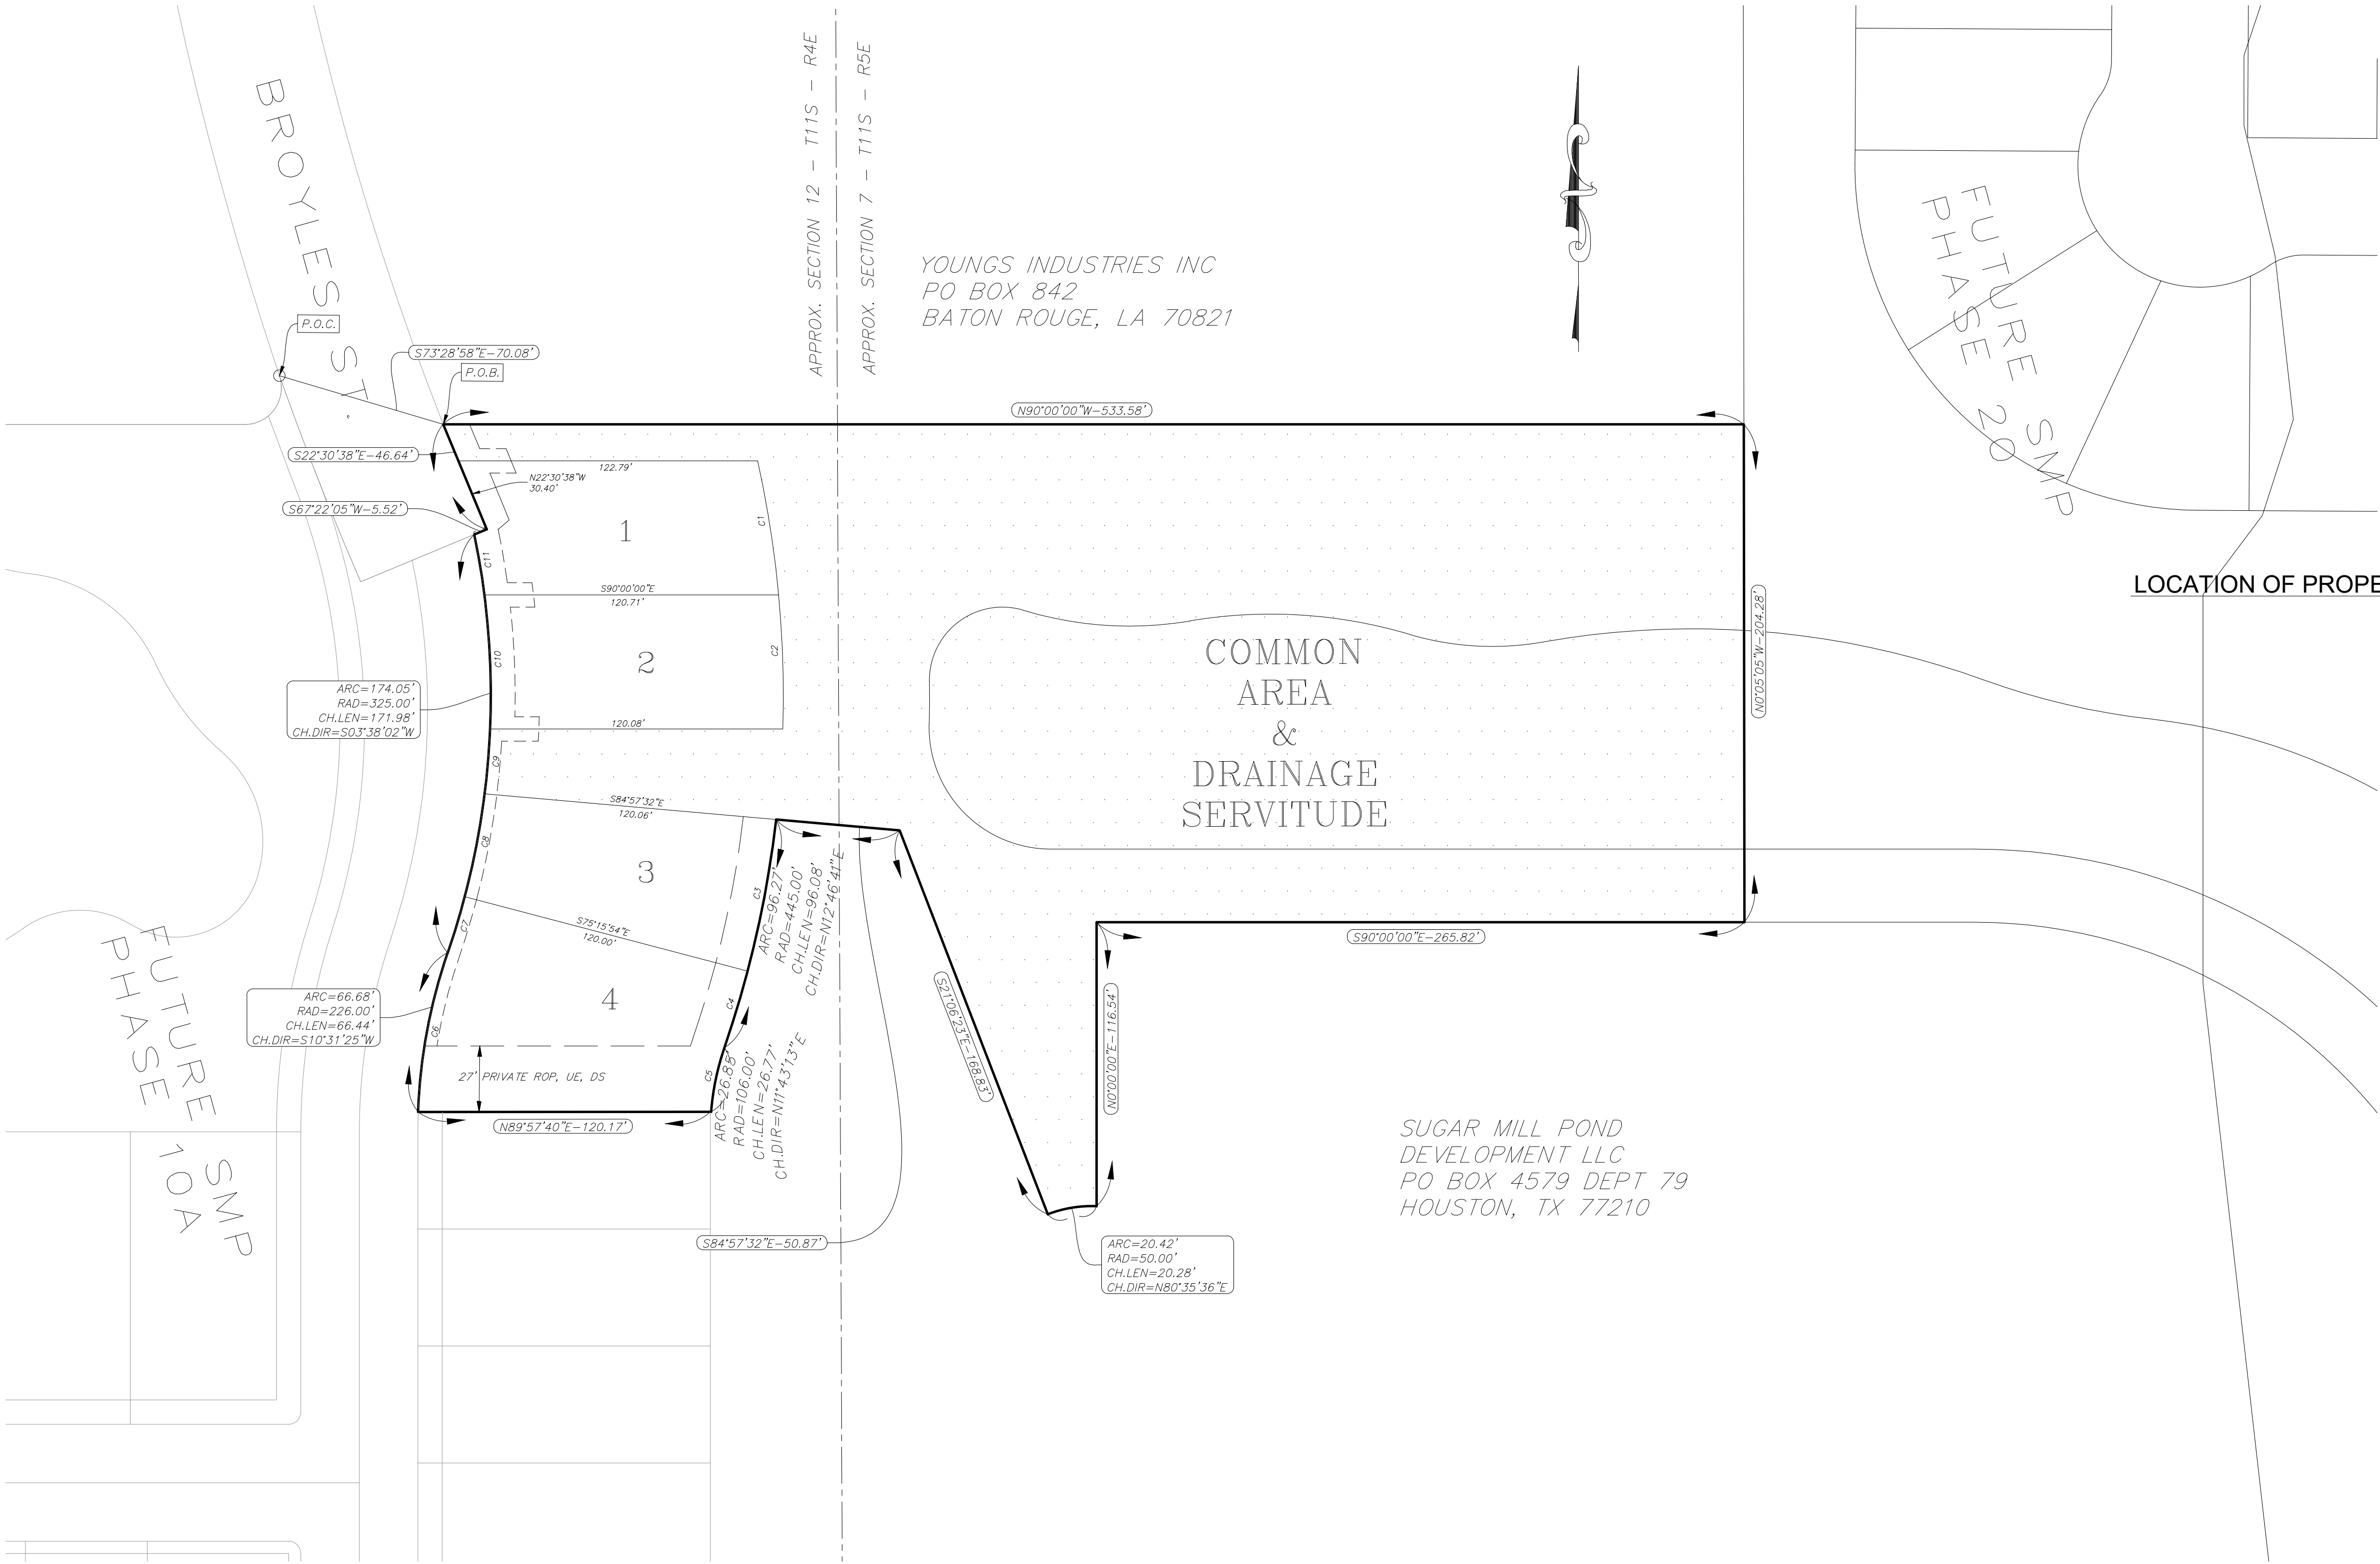 BROYLES ST.
P.O.C.
S73°28'58"E-70.08'
P.O.B.
APPROX. SECTION 12 - T11S - R4E
APPROX. SECTION 7 - T11S - R5E
YOUNGS INDUSTRIES INC
PO BOX 842
BATON ROUGE, LA 70821
FUTURE SMP
PHASE 20
N90°00'00"W-533.58'
S22°30'38"E-46.64'
122.79'
N22°30'38"W
30.40'
S67°22'05"W-5.52'
1
C1
C11
S90°00'00"E
120.71'
2
C2
C10
ARC=174.05'
RAD=325.00'
CH.LEN=171.98'
CH.DIR=S03°38'02"W
120.08'
C9
COMMON
AREA
&
DRAINAGE
SERVITUDE
N0°05'05"W-204.28'
LOCATION OF PROPE
S84°57'32"E
120.06'
C8
3
C3
ARC=96.27'
RAD=445.00'
CH.LEN=96.08'
CH.DIR=N12°46'41"E
S75°15'54"E
120.00'
C7
4
C4
S90°00'00"E-265.82'
S21°06'23"E-168.83'
N0°00'00"E-116.54'
FUTURE SMP
PHASE 10A
ARC=66.68'
RAD=226.00'
CH.LEN=66.44'
CH.DIR=S10°31'25"W
C6
27' PRIVATE ROP, UE, DS
C5
ARC=26.85'
RAD=106.00'
CH.LEN=26.77'
CH.DIR=N11°43'13"E
N89°57'40"E-120.17'
SUGAR MILL POND
DEVELOPMENT LLC
PO BOX 4579 DEPT 79
HOUSTON, TX 77210
S84°57'32"E-50.87'
ARC=20.42'
RAD=50.00'
CH.LEN=20.28'
CH.DIR=N80°35'36"E